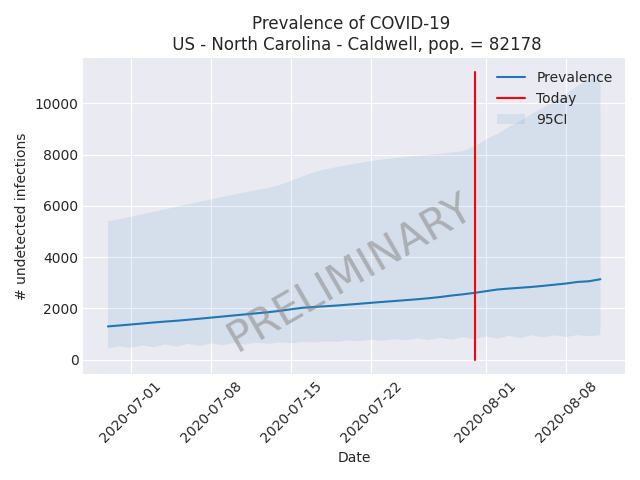 Prevalence of COVID-19
US - North Carolina - Caldwell, pop. = 82178
Prevalence
Today
95CI
10000
8000
6000
4000
2000
0
# undetected infections
PRELIMINARY
2020-07-01
2020-07-08
2020-07-15
2020-07-22
2020-08-01
2020-08-08
Date